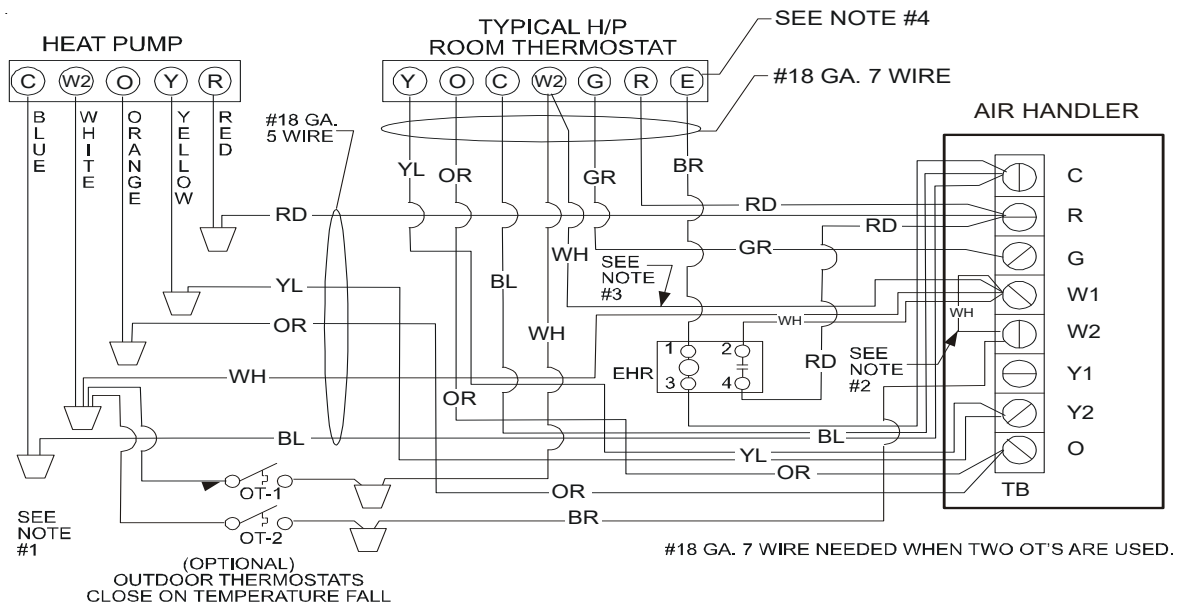 HEAT PUMP
C W2 O Y R
BLUE
WHITE
ORANGE
YELLOW
RED
#18 GA.
5 WIRE
TYPICAL H/P
ROOM THERMOSTAT
Y O C W2 G R E
SEE NOTE #4
#18 GA. 7 WIRE
AIR HANDLER
YL
OR
GR
BR
C
RD
RD
RD
R
GR
G
WH
SEE
NOTE
#3
BL
YL
W1
WH
OR
WH
WH
W2
1 2
EHR
3 4
RD
SEE
NOTE
#2
Y1
WH
OR
Y2
BL
BL
YL
O
OR
OT-1
OR
TB
SEE
NOTE
#1
BR
OT-2
(OPTIONAL)
OUTDOOR THERMOSTATS
CLOSE ON TEMPERATURE FALL
#18 GA. 7 WIRE NEEDED WHEN TWO OT'S ARE USED.